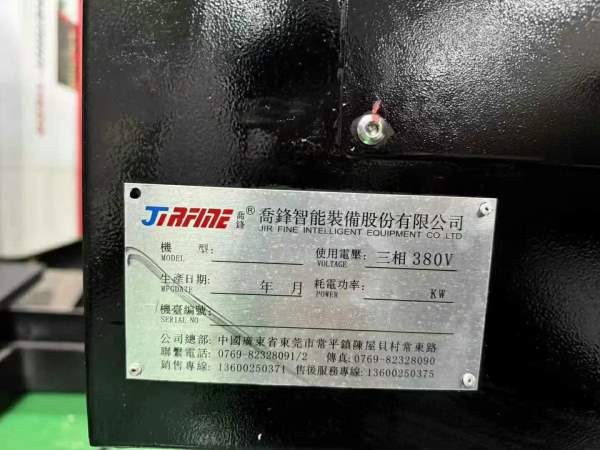 JIRFINE 喬鋒® 喬鋒智能裝備股份有限公司
JIR FINE INTELLIGENT EQUIPMENT CO.,LTD
機 型: 使用電壓: 三相 380V
MODEL VOLTAGE
生產日期: 年 月 耗電功率: KW
MPGDATE POWER
機臺編號:
SERIAL NO
公司總部: 中國廣東省東莞市常平鎮陳屋貝村常東路
聯繫電話: 0769-82328091/2 傳真:0769-82328090
銷售專線: 13600250371 售後服務專線:13600250375